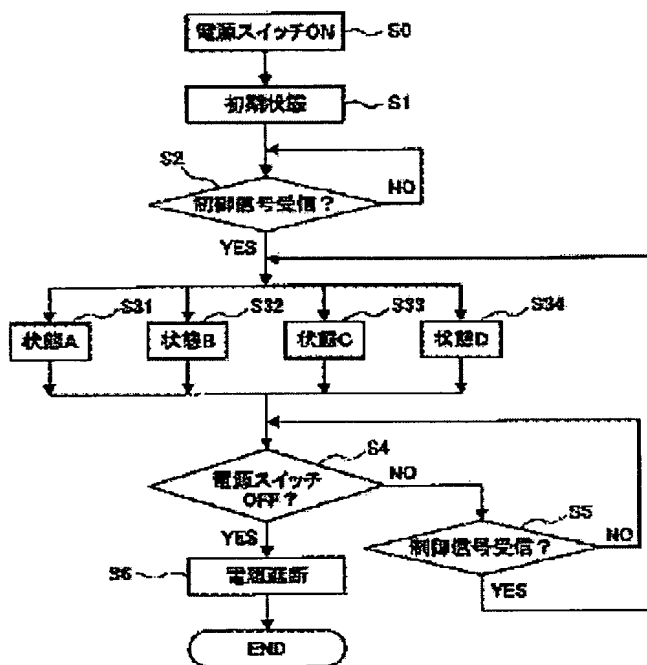 電源スイッチON
S0
初期状態
S1
S2
制御信号受信？
NO
YES
S31
S32
S33
S34
状態A
状態B
状態C
状態D
S4
電源スイッチ
OFF？
NO
S5
YES
制御信号受信？
NO
S6
電源遮断
YES
END